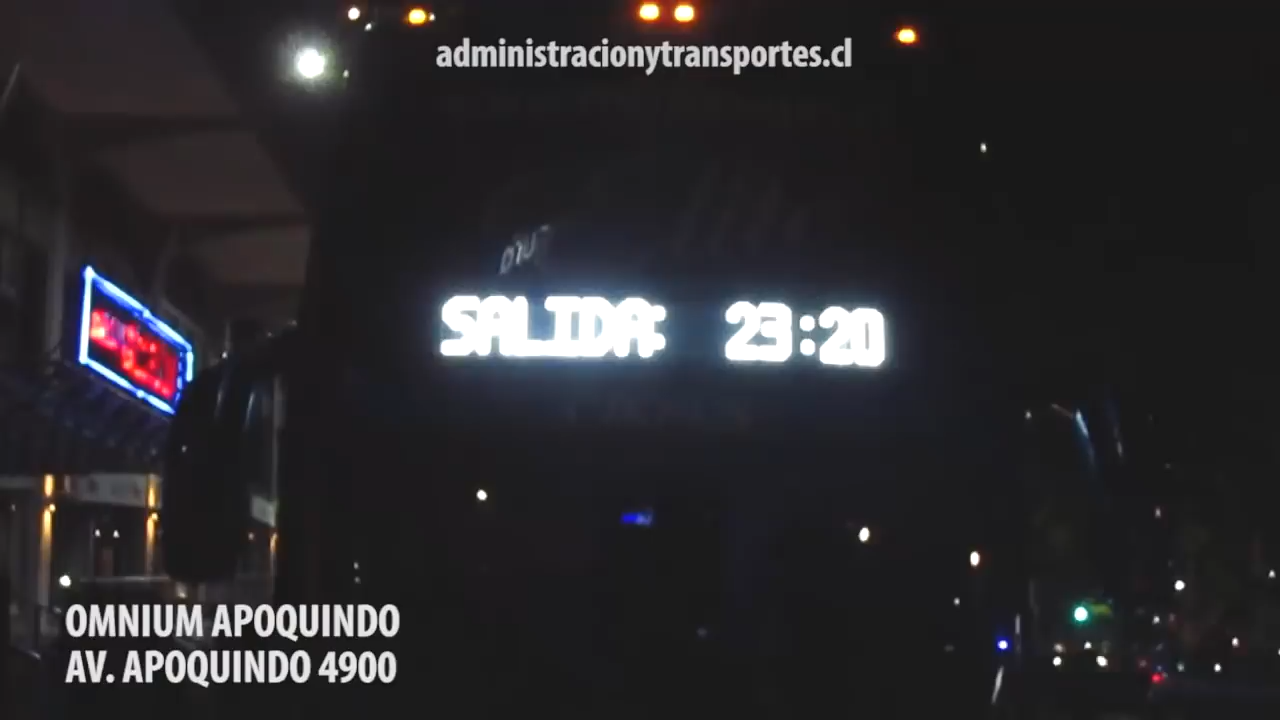 administracionytransportes.cl
SALIDA: 23:20
OMNIUM APOQUINDO
AV. APOQUINDO 4900